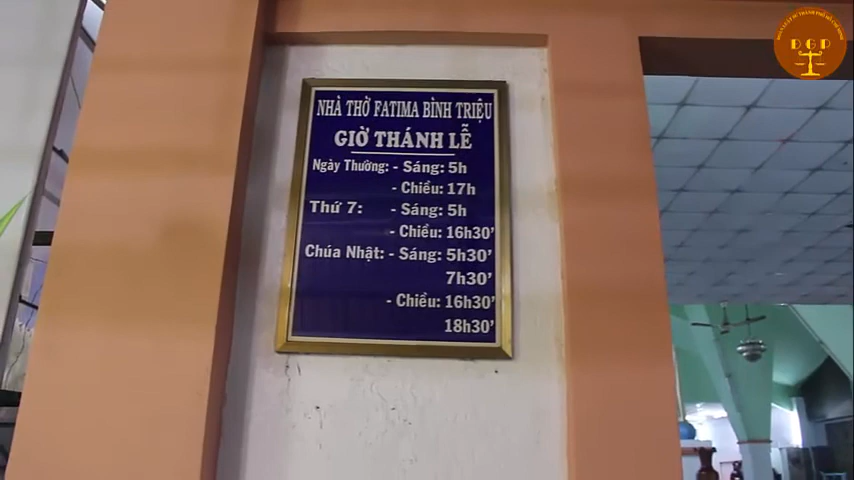 NHÀ THỜ FATIMA BÌNH TRIỆU
GIỜ THÁNH LỄ
Ngày Thường: - Sáng: 5h
- Chiều: 17h
Thứ 7: - Sáng: 5h
- Chiều: 16h30'
Chúa Nhật: - Sáng: 5h30'
7h30'
- Chiều: 16h30'
18h30'
ĐGP